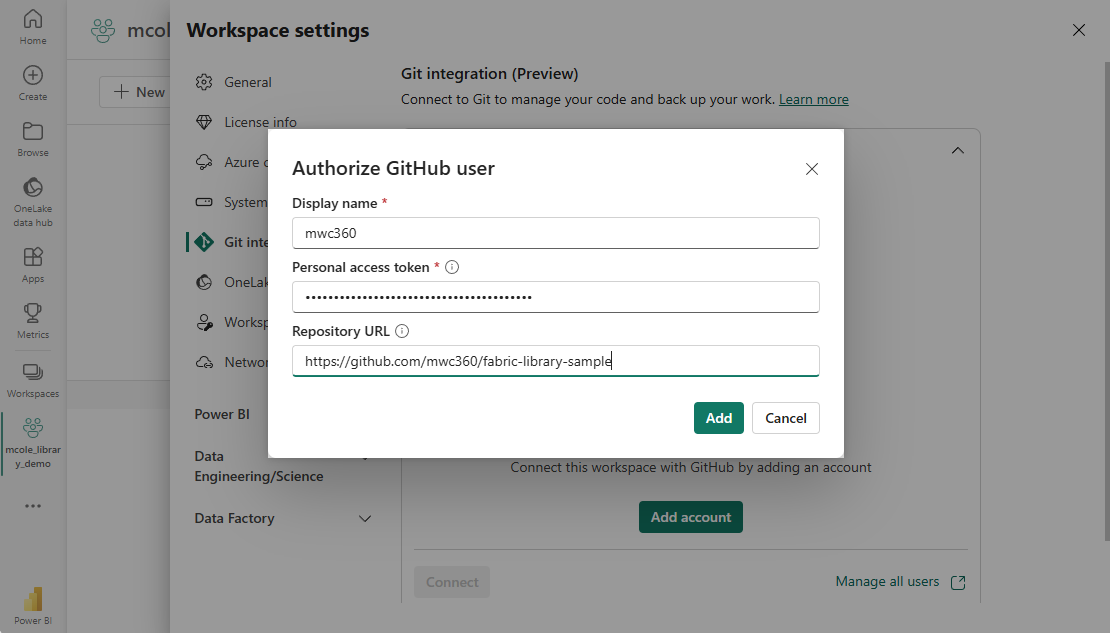 Home
Create
Browse
OneLake
data hub
Apps
Metrics
Workspaces
mcole_librar
y_demo
Power BI
mcol
New
Workspace settings
General
License info
Azure c
System
Git inte
OneLak
Worksp
Networ
Power BI
Data
Engineering/Science
Data Factory
Git integration (Preview)
Connect to Git to manage your code and back up your work. Learn more
Authorize GitHub user
Display name *
mwc360
Personal access token *
••••••••••••••••••••••••••••••••••••••••
Repository URL
https://github.com/mwc360/fabric-library-sample
Add Cancel
Connect this workspace with GitHub by adding an account
Add account
Connect
Manage all users